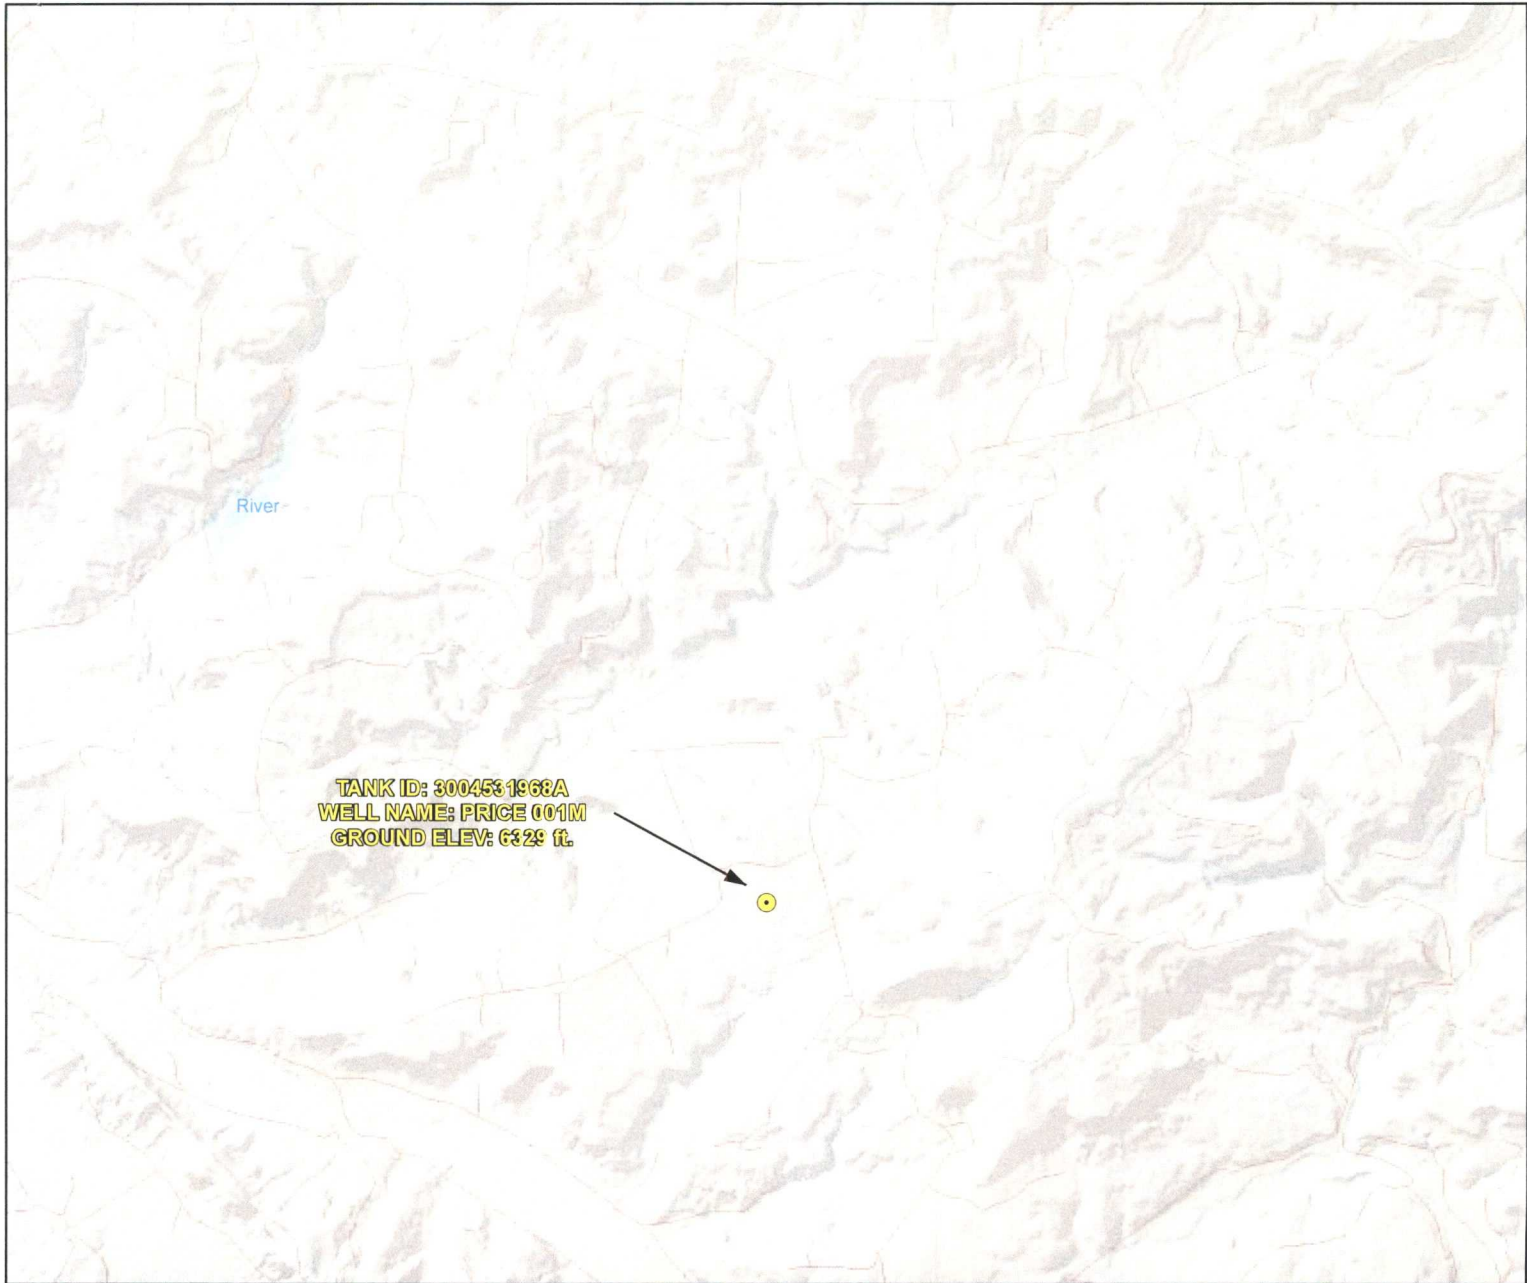 River
TANK ID: 3004531968A
WELL NAME: PRICE 001M
GROUND ELEV: 6329 ft.